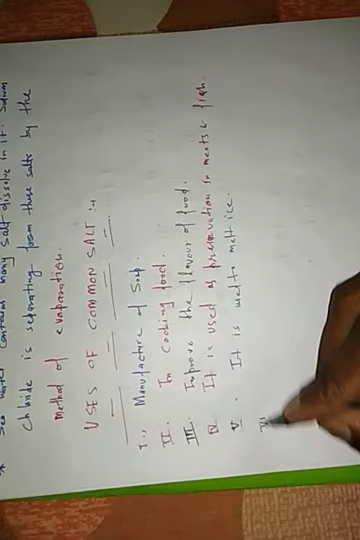 * Sea water contains many salt dissolve in it. Sodium
chloride is separating from these salts by the
method of evaporation.
USES OF COMMON SALT :-
I., Manufacture of Soap.
II. In cooking food.
III. Improve the flavour of food.
IV It is used as preservation in meats & fish.
V. It is melt to melt ice.
VI